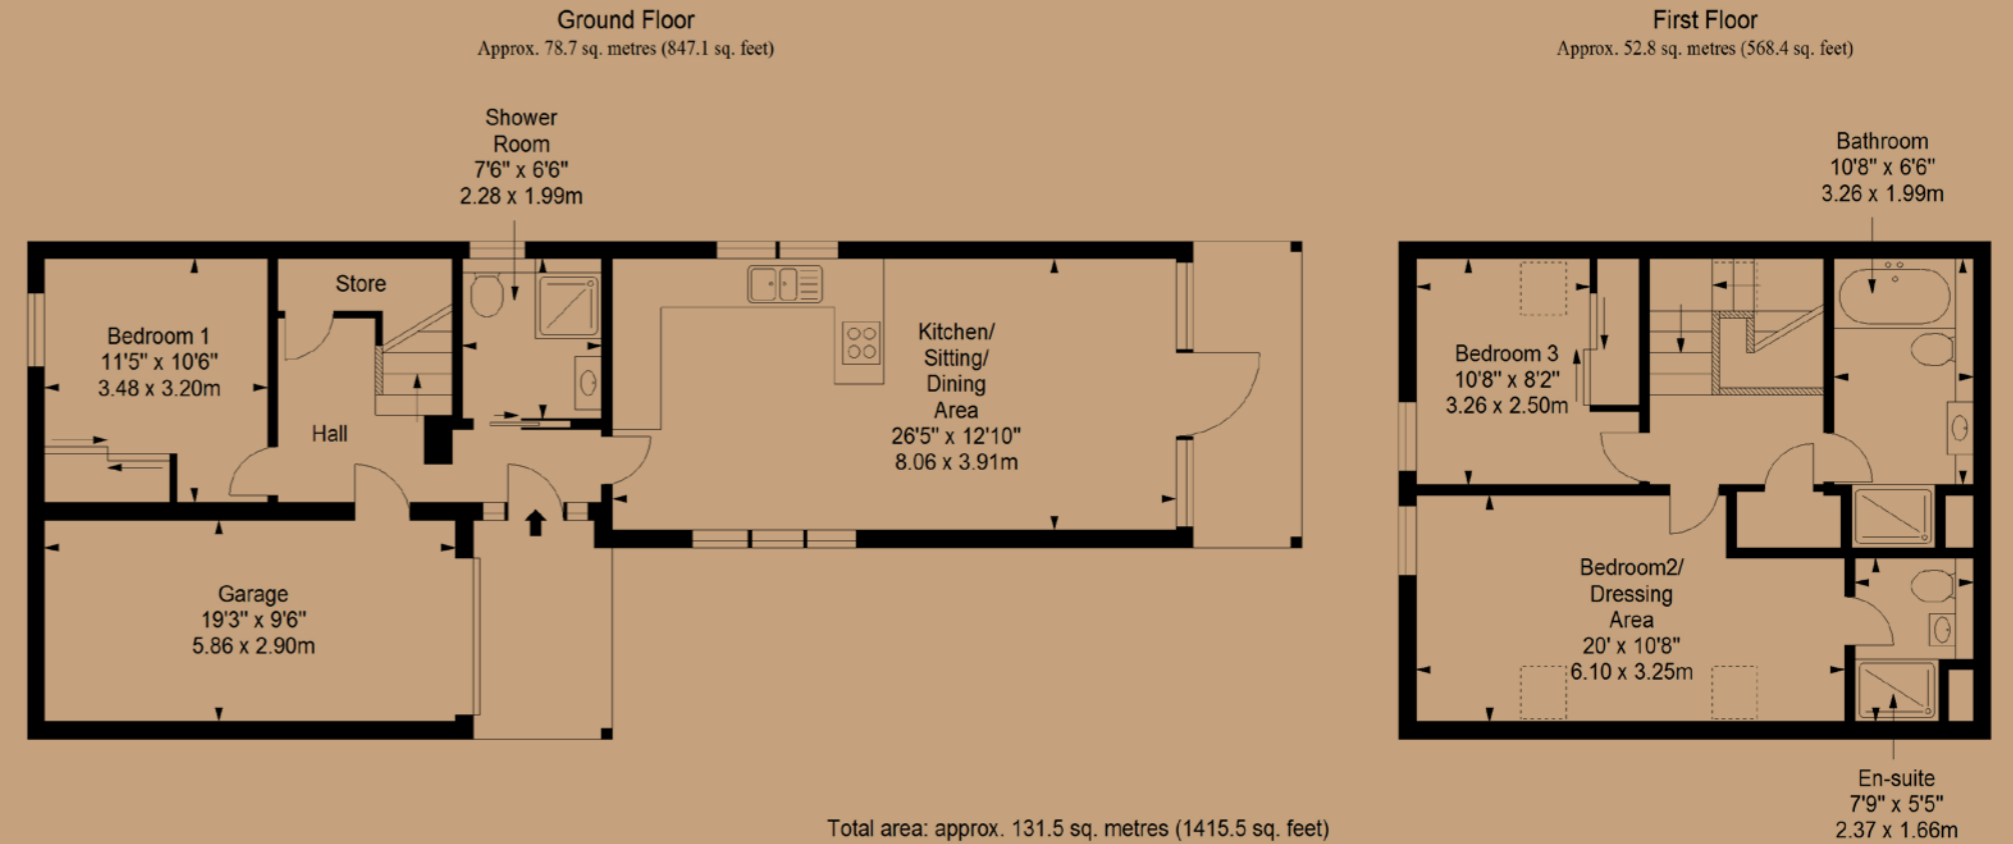 Ground Floor
Approx. 78.7 sq. metres (847.1 sq. feet)
Shower
Room
7'6" x 6'6"
2.28 x 1.99m
Store
Bedroom 1
11'5" x 10'6"
3.48 x 3.20m
Hall
Kitchen/
Sitting/
Dining
Area
26'5" x 12'10"
8.06 x 3.91m
Garage
19'3" x 9'6"
5.86 x 2.90m
First Floor
Approx. 52.8 sq. metres (568.4 sq. feet)
Bathroom
10'8" x 6'6"
3.26 x 1.99m
Bedroom 3
10'8" x 8'2"
3.26 x 2.50m
Bedroom2/
Dressing
Area
20' x 10'8"
6.10 x 3.25m
En-suite
7'9" x 5'5"
2.37 x 1.66m
Total area: approx. 131.5 sq. metres (1415.5 sq. feet)